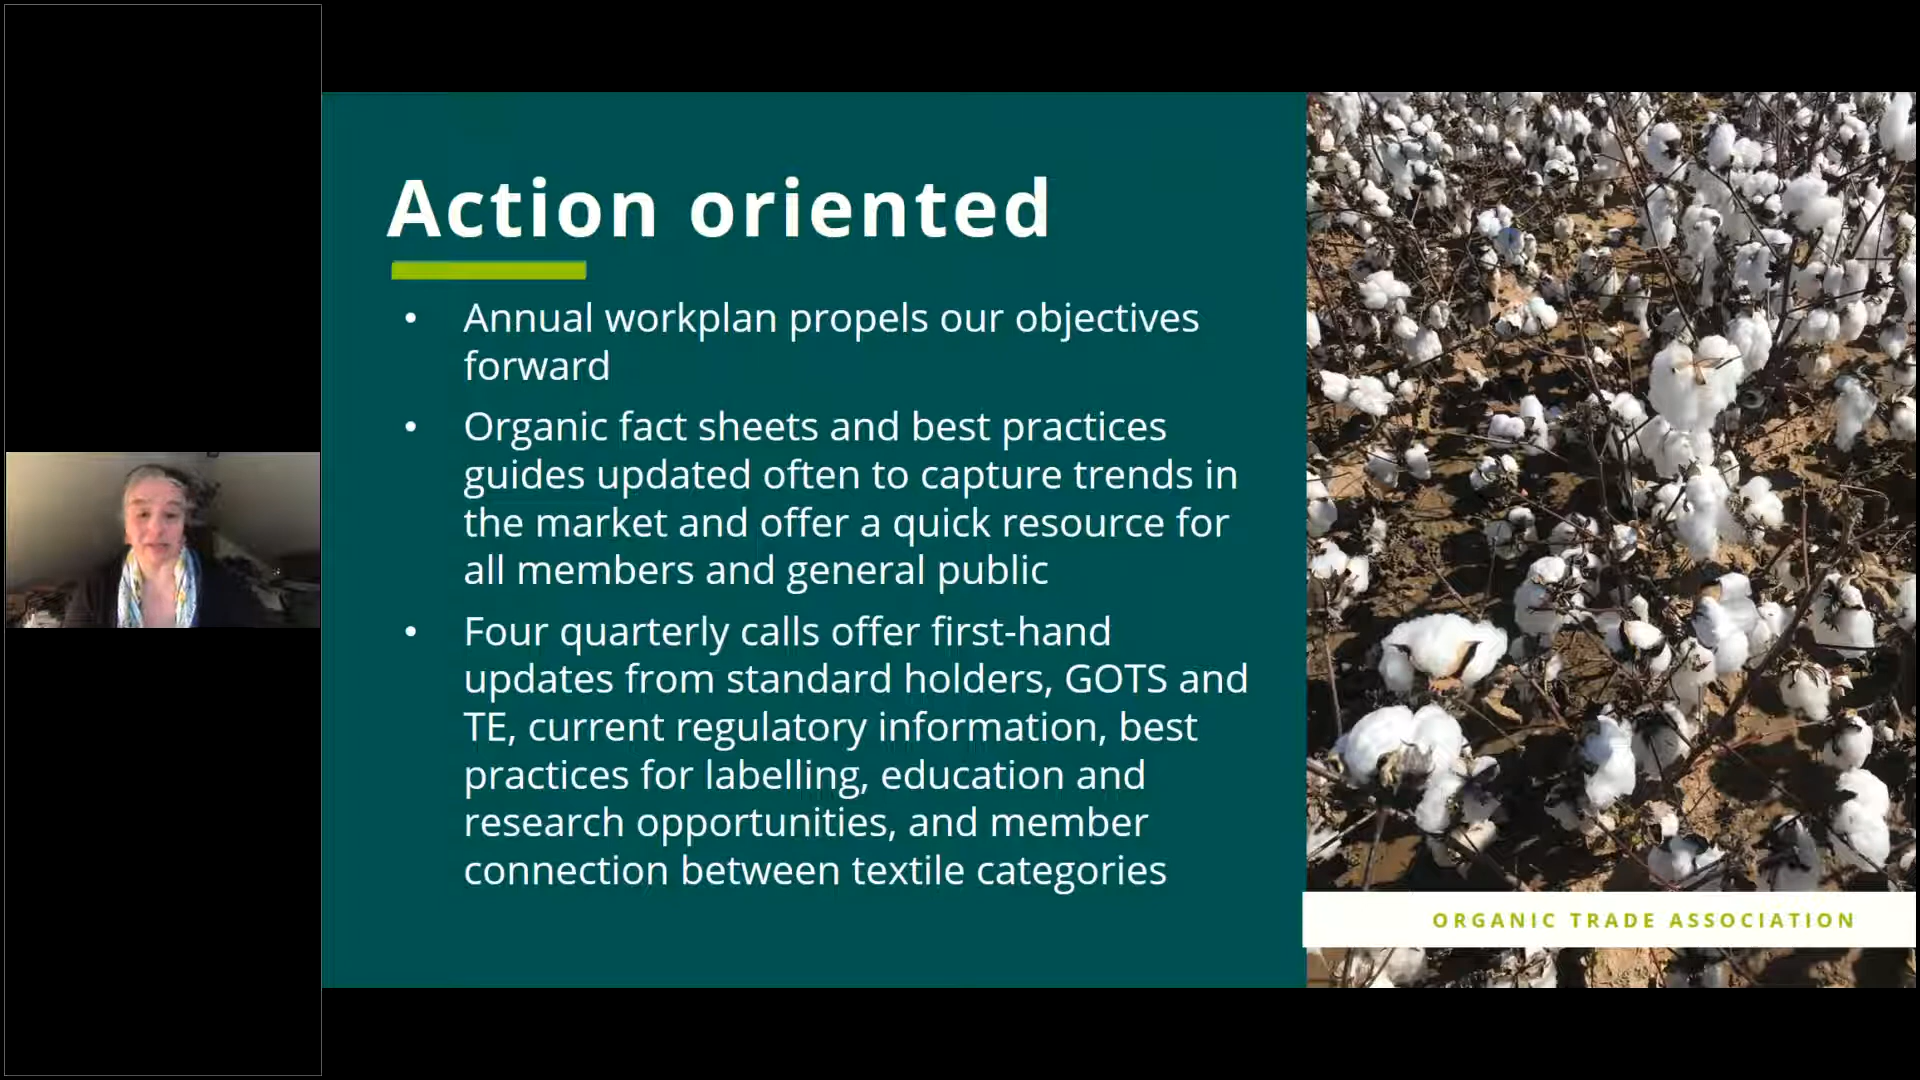 Action oriented
• Annual workplan propels our objectives
forward
• Organic fact sheets and best practices
guides updated often to capture trends in
the market and offer a quick resource for
all members and general public
• Four quarterly calls offer first-hand
updates from standard holders, GOTS and
TE, current regulatory information, best
practices for labelling, education and
research opportunities, and member
connection between textile categories
ORGANIC TRADE ASSOCIATION